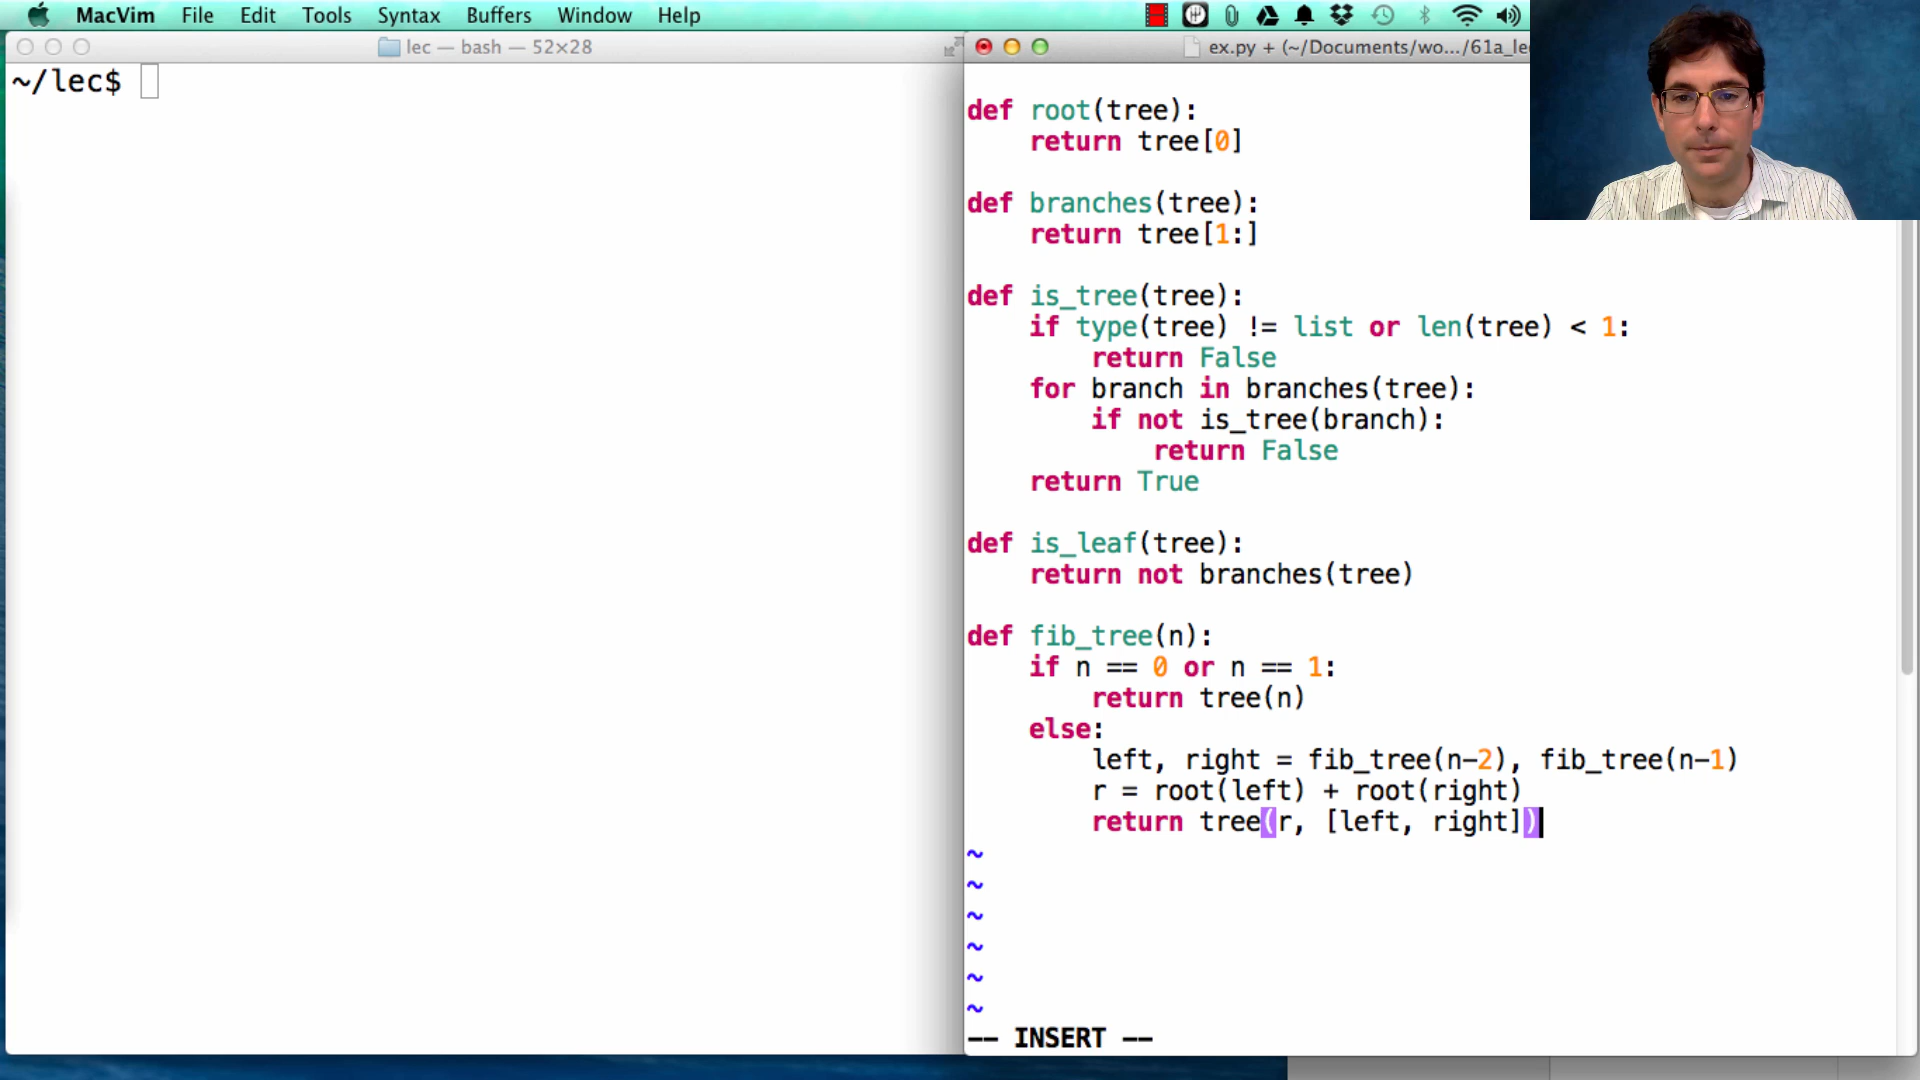 MacVim File Edit Tools Syntax Buffers Window Help
lec — bash — 52×28
~/lec$
ex.py + (~/Documents/wo.../61a_le
def root(tree):
    return tree[0]
def branches(tree):
    return tree[1:]
def is_tree(tree):
    if type(tree) != list or len(tree) < 1:
        return False
    for branch in branches(tree):
        if not is_tree(branch):
            return False
    return True
def is_leaf(tree):
    return not branches(tree)
def fib_tree(n):
    if n == 0 or n == 1:
        return tree(n)
    else:
        left, right = fib_tree(n-2), fib_tree(n-1)
        r = root(left) + root(right)
        return tree(r, [left, right])
~
~
~
~
~
~
-- INSERT --